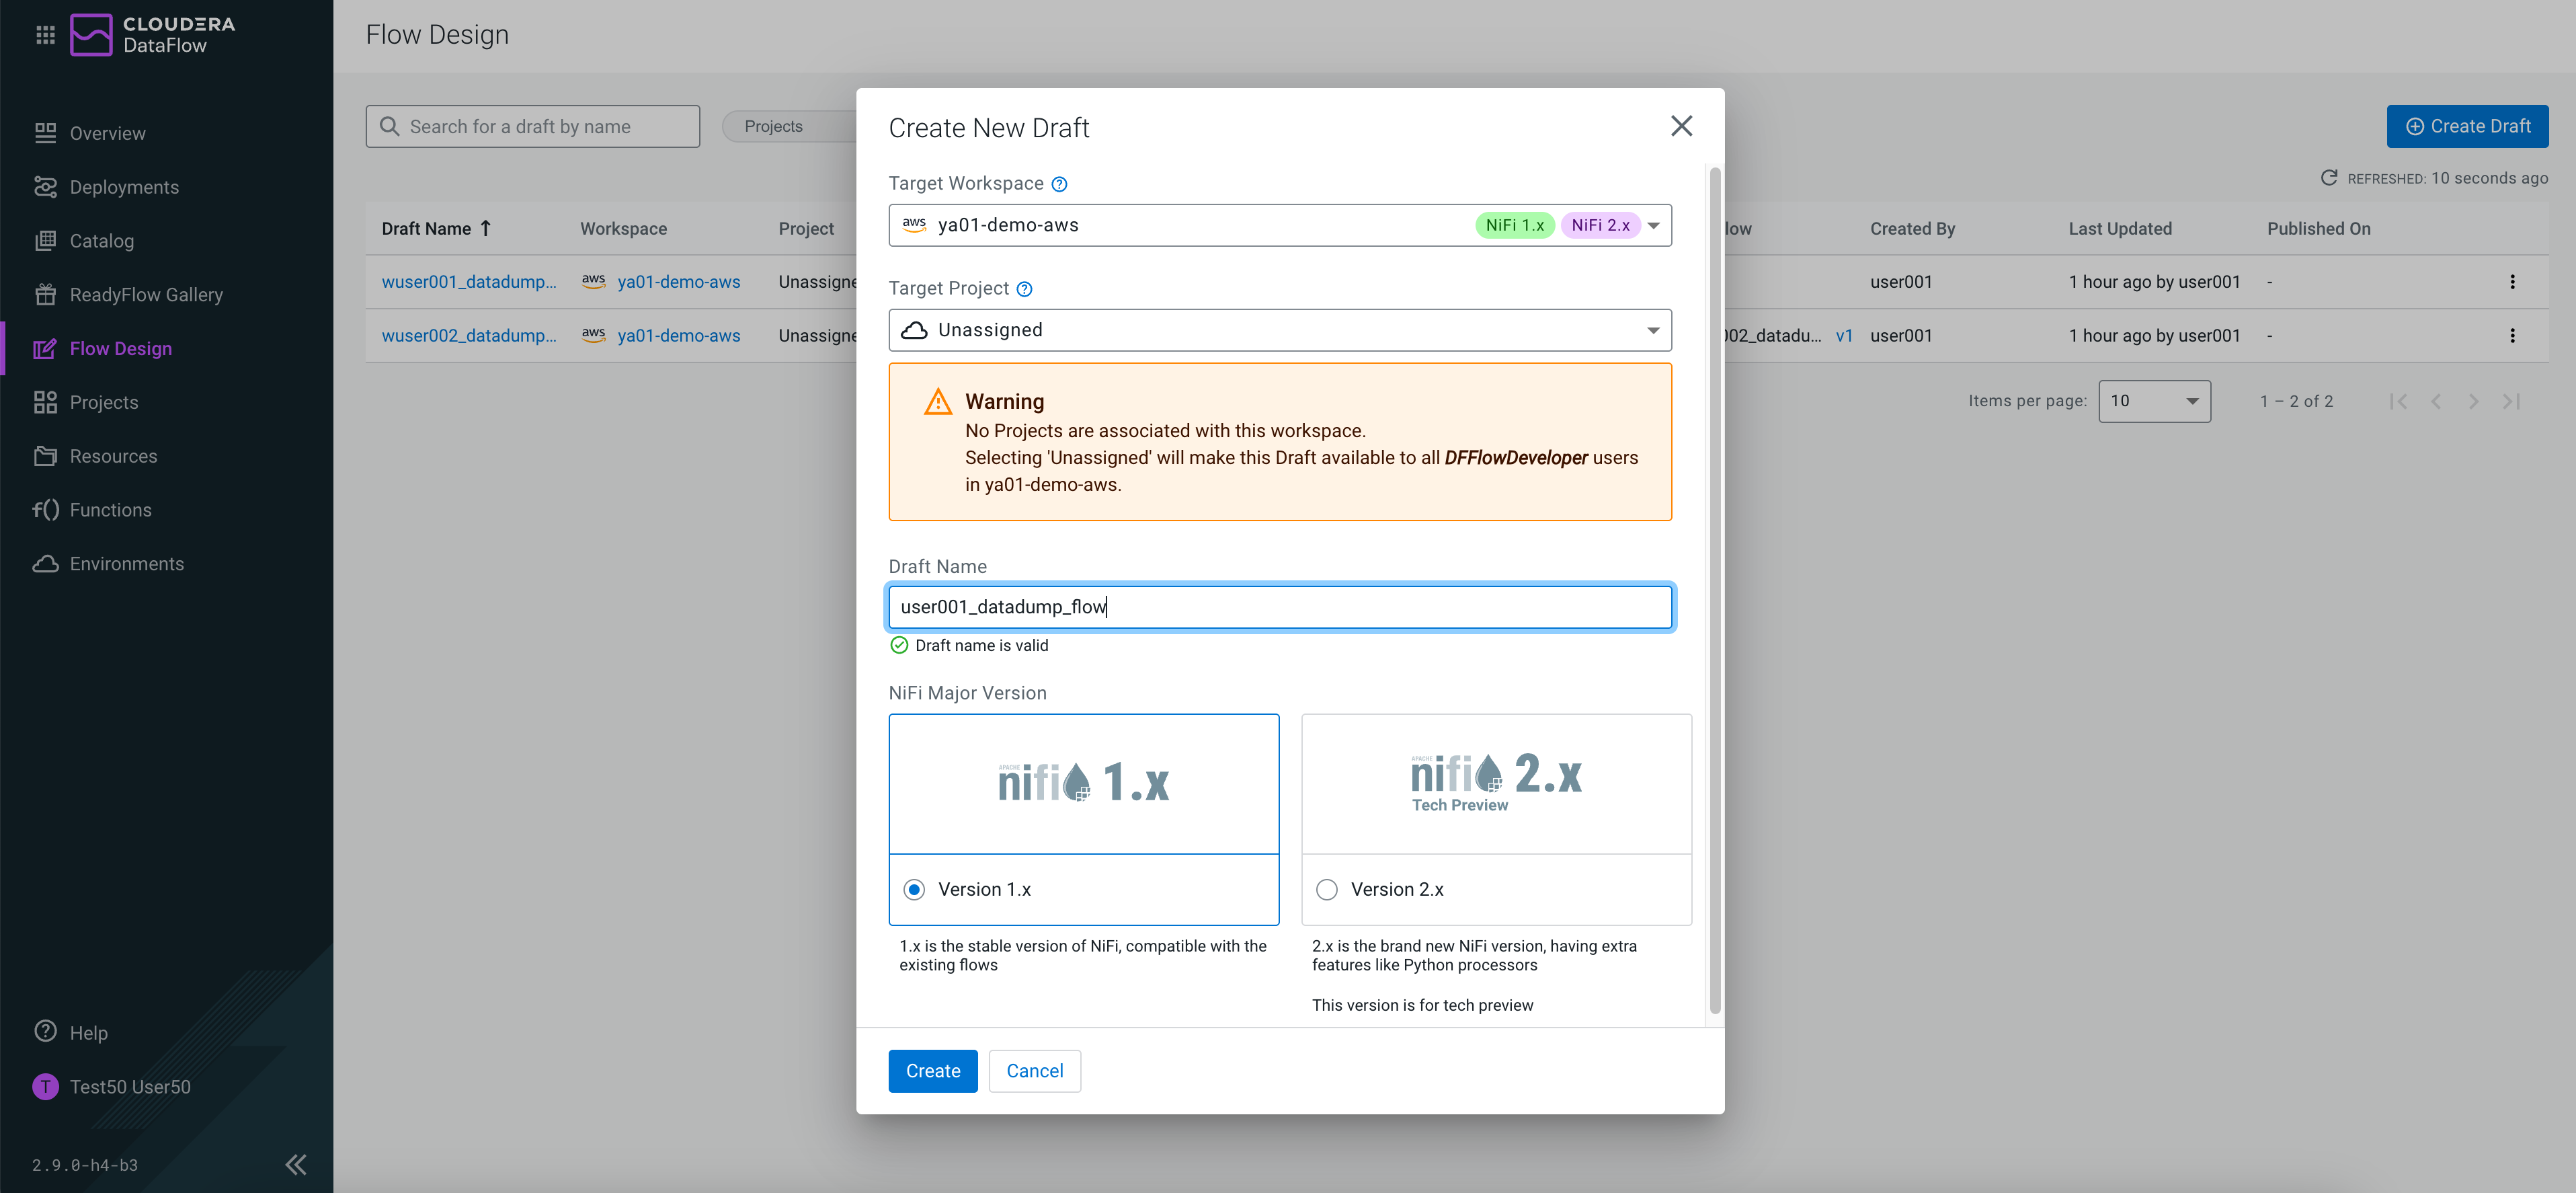 CLOUDERA
DataFlow
Overview
Deployments
Catalog
ReadyFlow Gallery
Flow Design
Projects
Resources
f() Functions
Environments
Help
T Test50 User50
2.9.0-h4-b3
Flow Design
Search for a draft by name
Projects
Create Draft
REFRESHED: 10 seconds ago
Draft Name Workspace Project low Created By Last Updated Published On
wuser001_datadump... aws ya01-demo-aws Unassigne user001 1 hour ago by user001 -
wuser002_datadump... aws ya01-demo-aws Unassigne 002_datadu... v1 user001 1 hour ago by user001 -
Items per page: 10 1 – 2 of 2
Create New Draft
Target Workspace ?
aws ya01-demo-aws NiFi 1.x NiFi 2.x
Target Project ?
Unassigned
Warning
No Projects are associated with this workspace.
Selecting 'Unassigned' will make this Draft available to all DFFlowDeveloper users
in ya01-demo-aws.
Draft Name
user001_datadump_flow
Draft name is valid
NiFi Major Version
APACHE nifi 1.x
Version 1.x
1.x is the stable version of NiFi, compatible with the
existing flows
APACHE nifi 2.x
Tech Preview
Version 2.x
2.x is the brand new NiFi version, having extra
features like Python processors
This version is for tech preview
Create Cancel